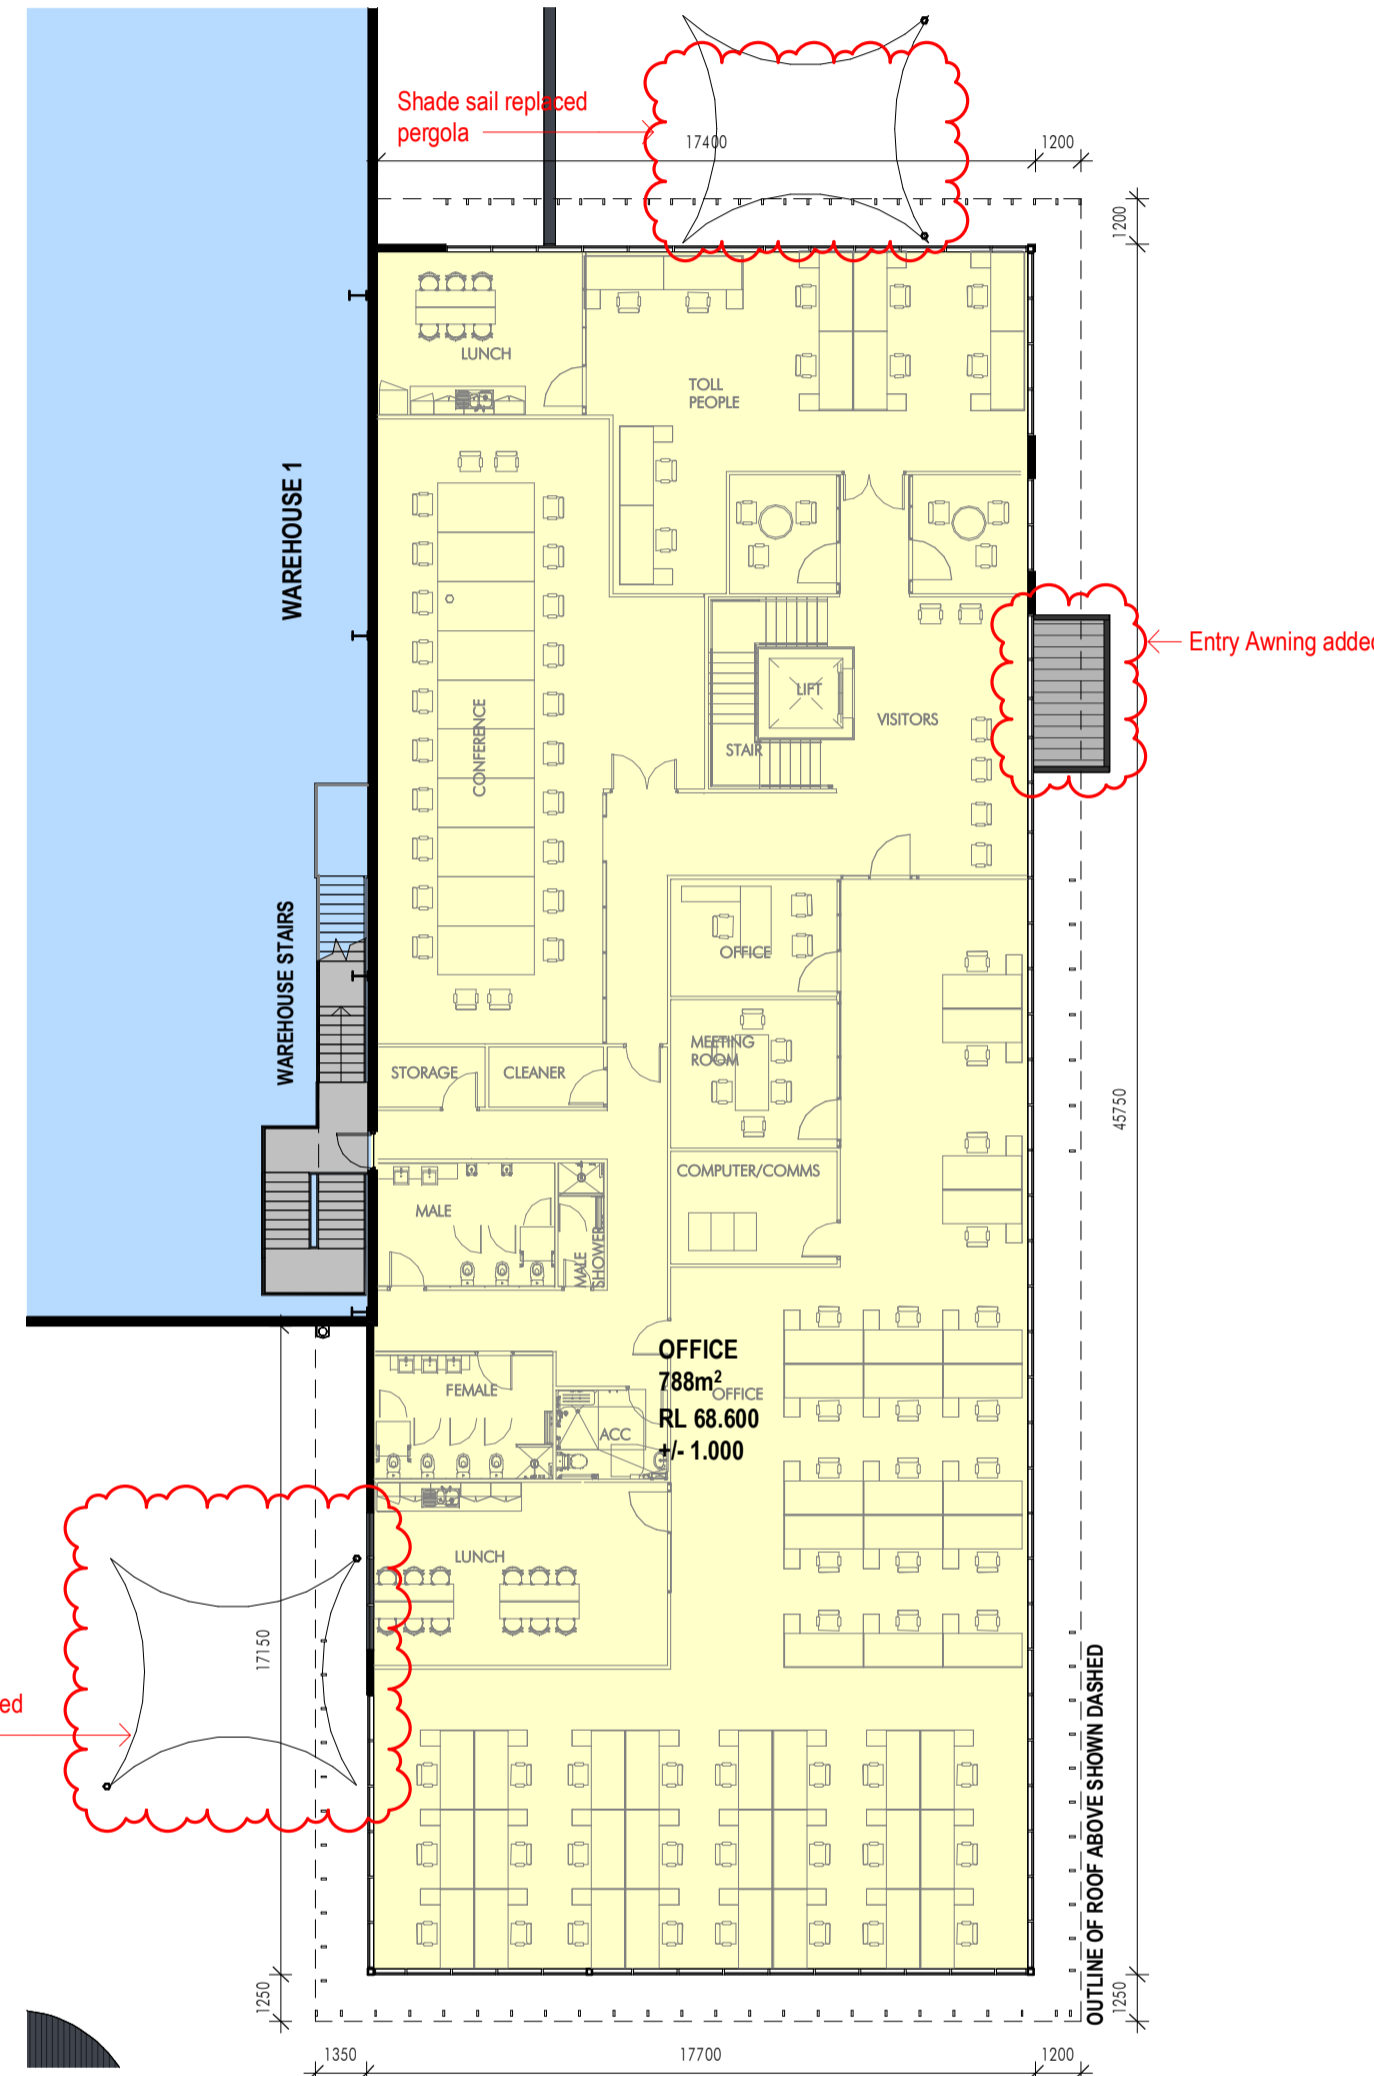 Shade sail replaced
pergola
17400
1200
1200
LUNCH
TOLL
PEOPLE
WAREHOUSE 1
Entry Awning added
LIFT
VISITORS
STAIR
CONFERENCE
WAREHOUSE STAIRS
OFFICE
MEETING
ROOM
STORAGE
CLEANER
45750
COMPUTER/COMMS
MALE
MALE
SHOWER
OFFICE
788m²
OFFICE
RL 68.600
+/- 1.000
FEMALE
ACC
LUNCH
17150
ed
OUTLINE OF ROOF ABOVE SHOWN DASHED
1250
1250
1350
17700
1200